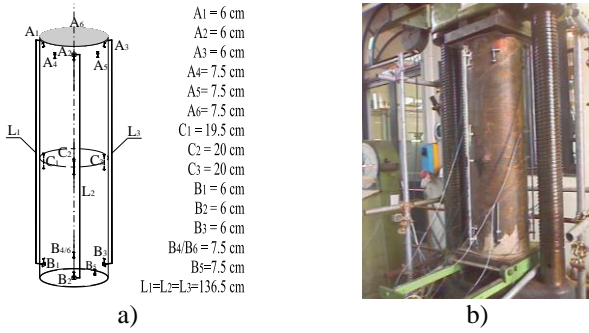 A6
A1
A2
A3
A4
A5
L1
L3
C2
C1
C3
L2
B4/6
B1
B3
B5
B2
A1 = 6 cm
A2 = 6 cm
A3 = 6 cm
A4= 7.5 cm
A5= 7.5 cm
A6= 7.5 cm
C1 = 19.5 cm
C2 = 20 cm
C3 = 20 cm
B1 = 6 cm
B2 = 6 cm
B3 = 6 cm
B4/B6 = 7.5 cm
B5=7.5 cm
L1=L2=L3=136.5 cm
a)
b)